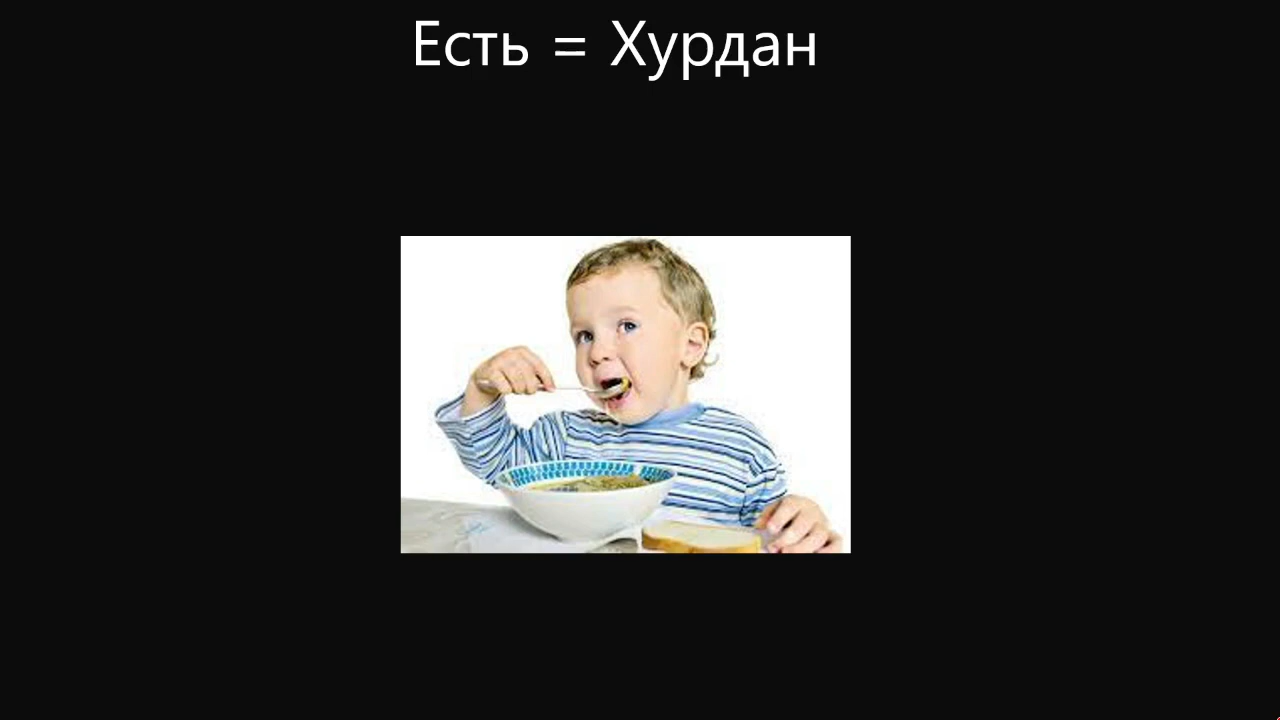 Есть = Хурдан